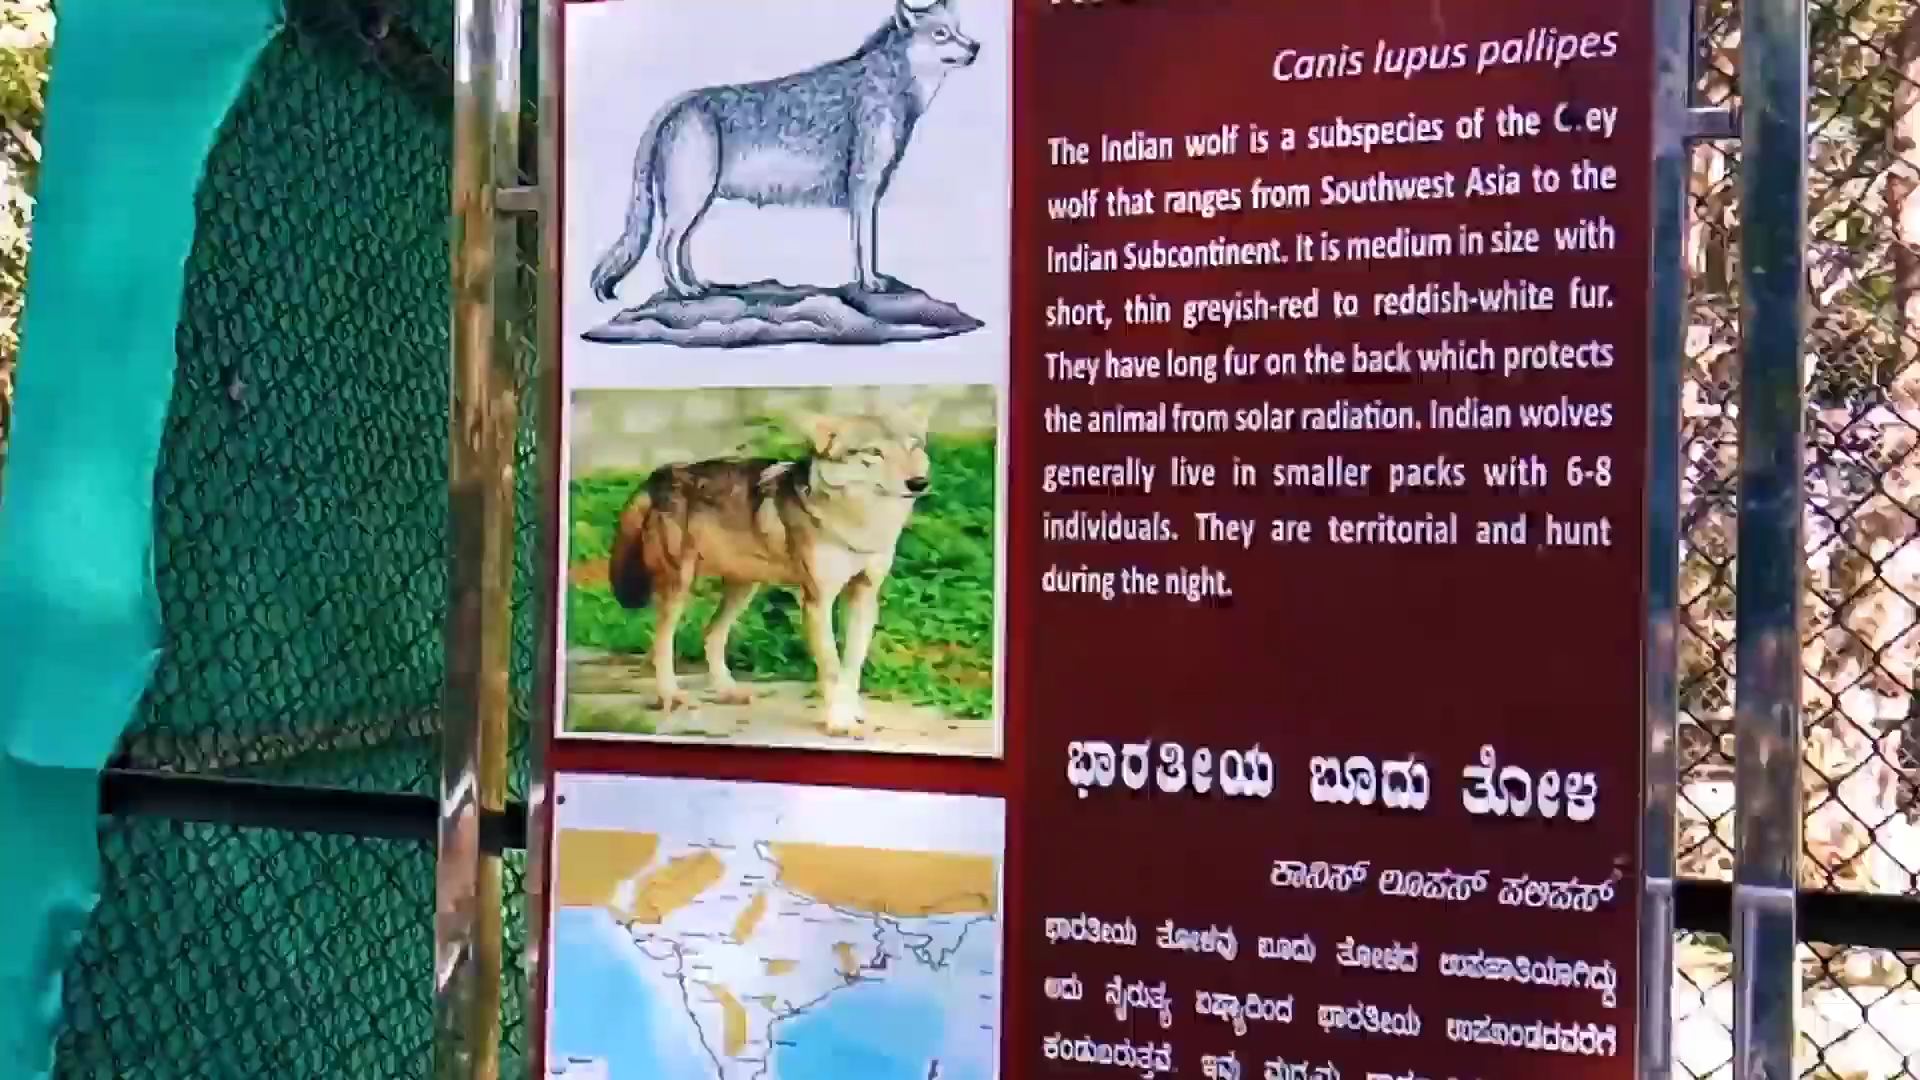 Canis lupus pallipes
The Indian wolf is a subspecies of the
wolf that ranges from Southwest Asia to the
Indian Subcontinent. It is medium in size with
short, thin greyish-red to reddish-white fur.
They have long fur on the back which protects
the animal from solar radiation. Indian wolves
generally live in smaller packs with 6-8
individuals. They are territorial and hunt
during the night.
ಭಾರತೀಯ ಬೂದು ತೋಳ
ಕಾನಿಸ್ ಲೂಪಸ್ ಪಲಿಪಸ್
ಭಾರತೀಯ ತೋಳವು ಬೂದು ತೋಳದ ಉಪಜಾತಿಯಾಗಿದ್ದು
ಅದು ನೈರುತ್ಯ ಏಷ್ಯಾದಿಂದ ಭಾರತೀಯ ಉಪಖಂಡದವರೆಗೆ
ಕಂಡುಬರುತ್ತವೆ. ಇವು